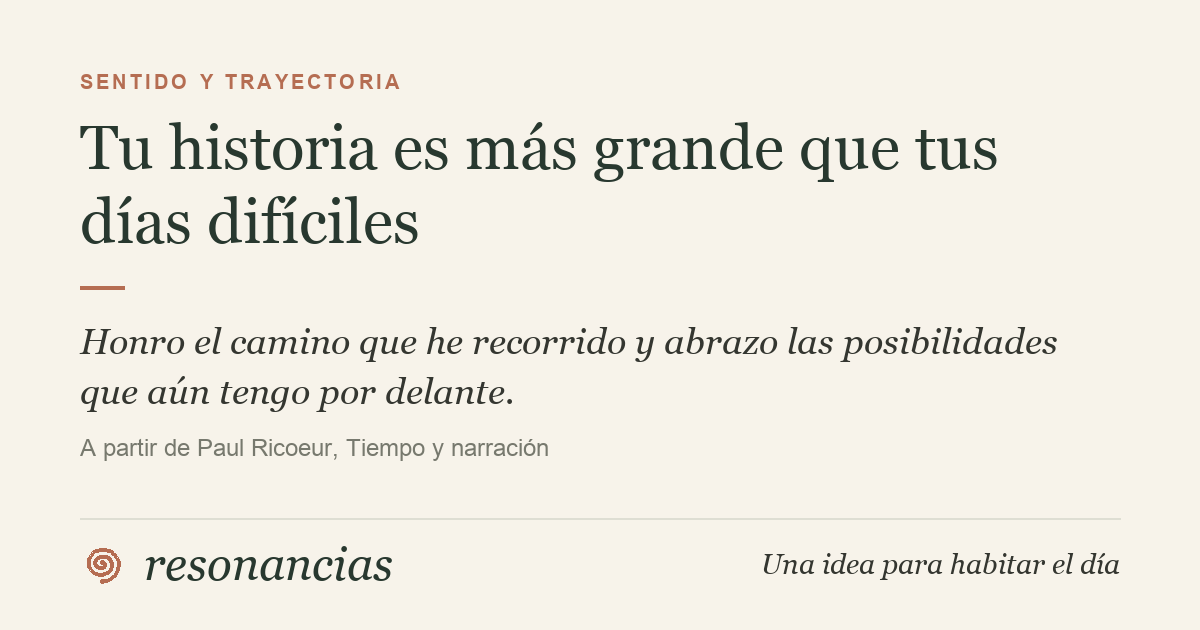 SENTIDO Y TRAYECTORIA
Tu historia es más grande que tus
días difíciles
Honro el camino que he recorrido y abrazo las posibilidades
que aún tengo por delante.
A partir de Paul Ricoeur, Tiempo y narración
resonancias
Una idea para habitar el día